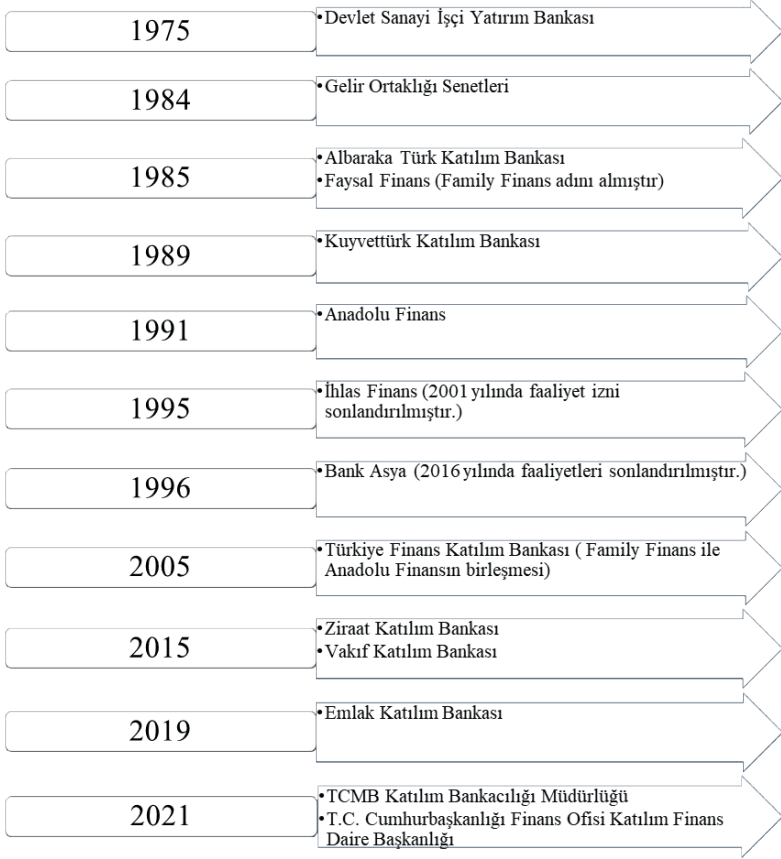 1975
•Devlet Sanayi İşçi Yatırım Bankası
1984
•Gelir Ortaklığı Senetleri
1985
•Albaraka Türk Katılım Bankası
•Faysal Finans (Family Finans adını almıştır)
1989
•Kuyvettürk Katılım Bankası
1991
•Anadolu Finans
1995
•İhlas Finans (2001 yılında faaliyet izni
sonlandırılmıştır.)
1996
•Bank Asya (2016 yılında faaliyetleri sonlandırılmıştır.)
2005
•Türkiye Finans Katılım Bankası ( Family Finans ile
Anadolu Finansın birleşmesi)
2015
•Ziraat Katılım Bankası
•Vakıf Katılım Bankası
2019
•Emlak Katılım Bankası
2021
•TCMB Katılım Bankacılığı Müdürlüğü
•T.C. Cumhurbaşkanlığı Finans Ofisi Katılım Finans
Daire Başkanlığı